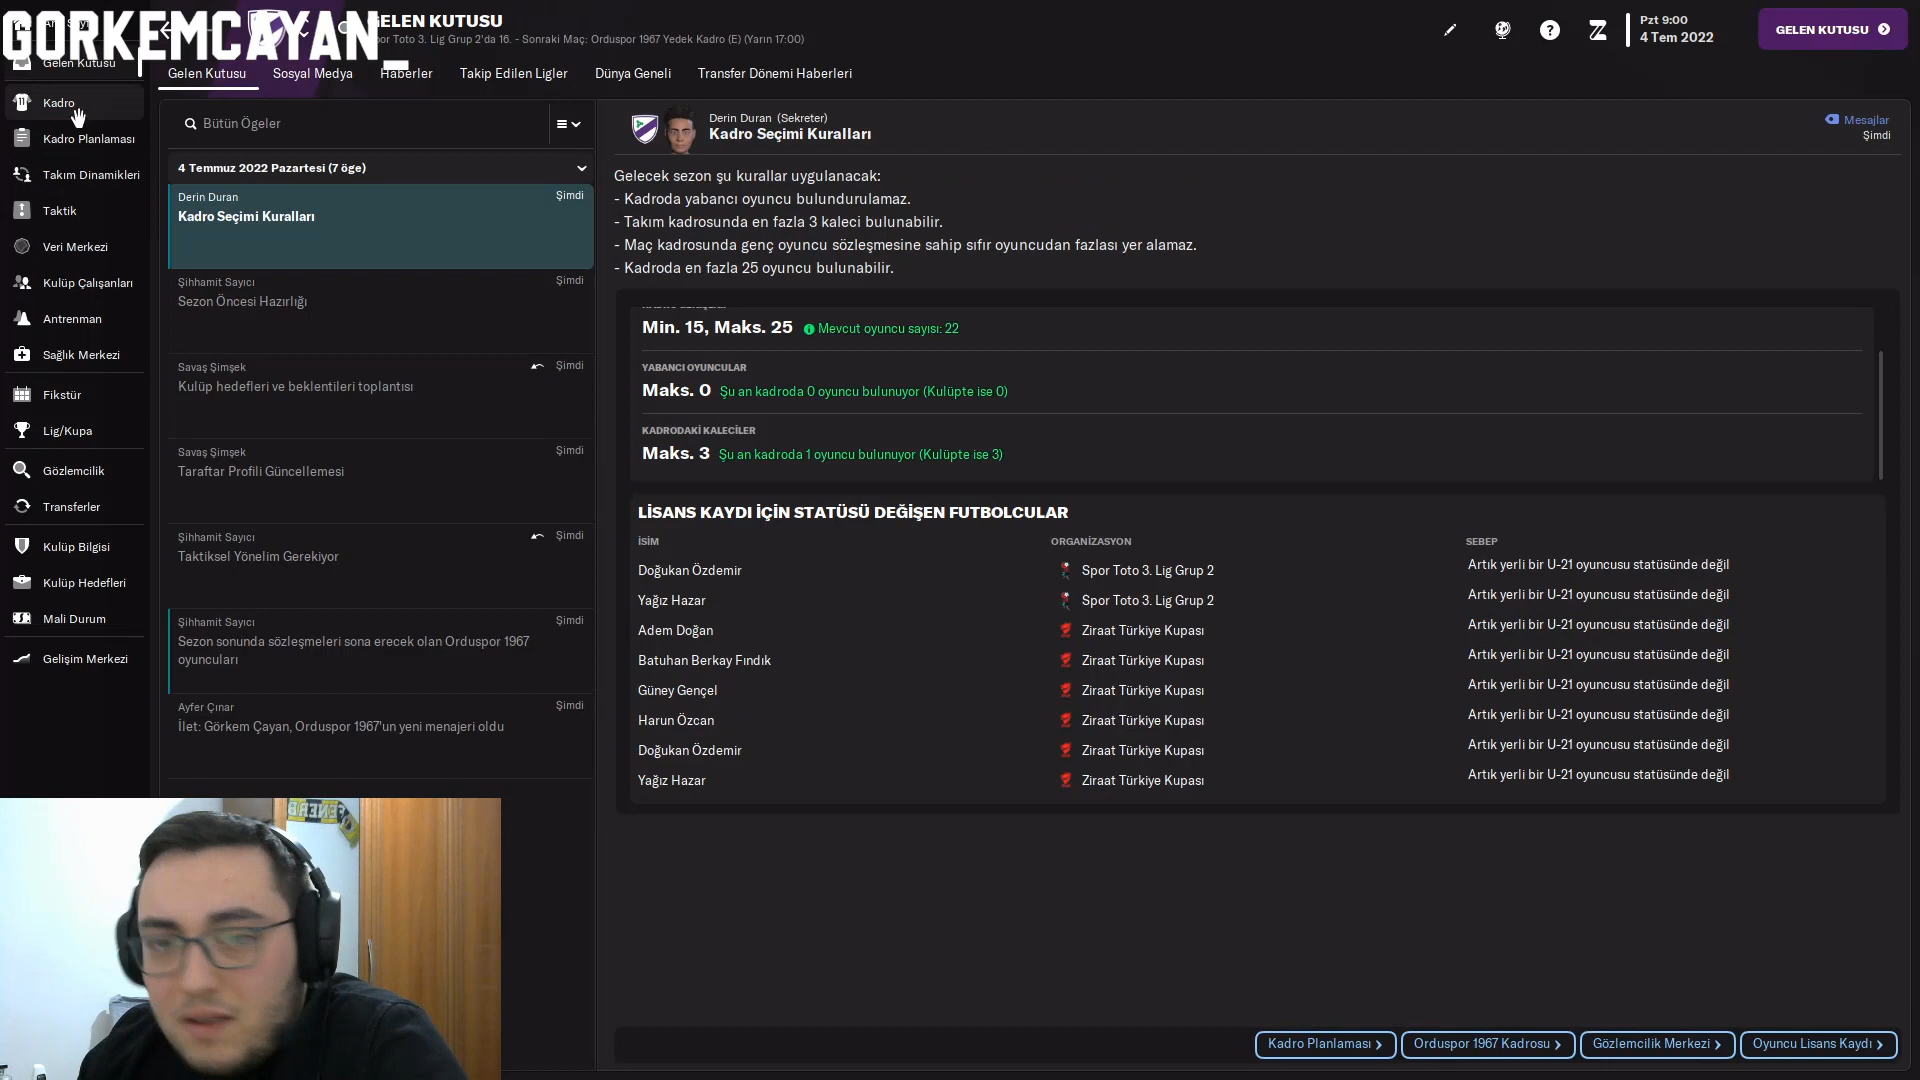 GORKEMCAYAN_
GELEN KUTUSU
Spor Toto 3. Lig Grup 2'da 16. - Sonraki Maç: Orduspor 1967 Yedek Kadro (E) (Yarın 17:00)
Pzt 9:00
4 Tem 2022
GELEN KUTUSU
Gelen Kutusu
Sosyal Medya
Haberler
Takip Edilen Ligler
Dünya Geneli
Transfer Dönemi Haberleri
Gelen Kutusu
Kadro
Kadro Planlaması
Takım Dinamikleri
Taktik
Veri Merkezi
Kulüp Çalışanları
Antrenman
Sağlık Merkezi
Fikstür
Lig/Kupa
Gözlemcilik
Transferler
Kulüp Bilgisi
Kulüp Hedefleri
Mali Durum
Gelişim Merkezi
Bütün Ögeler
4 Temmuz 2022 Pazartesi (7 öge)
Derin Duran Şimdi
Kadro Seçimi Kuralları
Şihhamit Sayıcı Şimdi
Sezon Öncesi Hazırlığı
Savaş Şimşek Şimdi
Kulüp hedefleri ve beklentileri toplantısı
Savaş Şimşek Şimdi
Taraftar Profili Güncellemesi
Şihhamit Sayıcı Şimdi
Taktiksel Yönelim Gerekiyor
Şihhamit Sayıcı Şimdi
Sezon sonunda sözleşmeleri sona erecek olan Orduspor 1967
oyuncuları
Ayfer Çınar Şimdi
İlet: Görkem Çayan, Orduspor 1967'un yeni menajeri oldu
Derin Duran (Sekreter)
Kadro Seçimi Kuralları
Mesajlar
Şimdi
Gelecek sezon şu kurallar uygulanacak:
- Kadroda yabancı oyuncu bulundurulamaz.
- Takım kadrosunda en fazla 3 kaleci bulunabilir.
- Maç kadrosunda genç oyuncu sözleşmesine sahip sıfır oyuncudan fazlası yer alamaz.
- Kadroda en fazla 25 oyuncu bulunabilir.
Min. 15, Maks. 25 Mevcut oyuncu sayısı: 22
YABANCI OYUNCULAR
Maks. 0 Şu an kadroda 0 oyuncu bulunuyor (Kulüpte ise 0)
KADRODAKİ KALECİLER
Maks. 3 Şu an kadroda 1 oyuncu bulunuyor (Kulüpte ise 3)
LİSANS KAYDI İÇİN STATÜSÜ DEĞİŞEN FUTBOLCULAR
İSİM ORGANİZASYON SEBEP
Doğukan Özdemir Spor Toto 3. Lig Grup 2 Artık yerli bir U-21 oyuncusu statüsünde değil
Yağız Hazar Spor Toto 3. Lig Grup 2 Artık yerli bir U-21 oyuncusu statüsünde değil
Adem Doğan Ziraat Türkiye Kupası Artık yerli bir U-21 oyuncusu statüsünde değil
Batuhan Berkay Fındık Ziraat Türkiye Kupası Artık yerli bir U-21 oyuncusu statüsünde değil
Güney Gençel Ziraat Türkiye Kupası Artık yerli bir U-21 oyuncusu statüsünde değil
Harun Özcan Ziraat Türkiye Kupası Artık yerli bir U-21 oyuncusu statüsünde değil
Doğukan Özdemir Ziraat Türkiye Kupası Artık yerli bir U-21 oyuncusu statüsünde değil
Yağız Hazar Ziraat Türkiye Kupası Artık yerli bir U-21 oyuncusu statüsünde değil
Kadro Planlaması
Orduspor 1967 Kadrosu
Gözlemcilik Merkezi
Oyuncu Lisans Kaydı